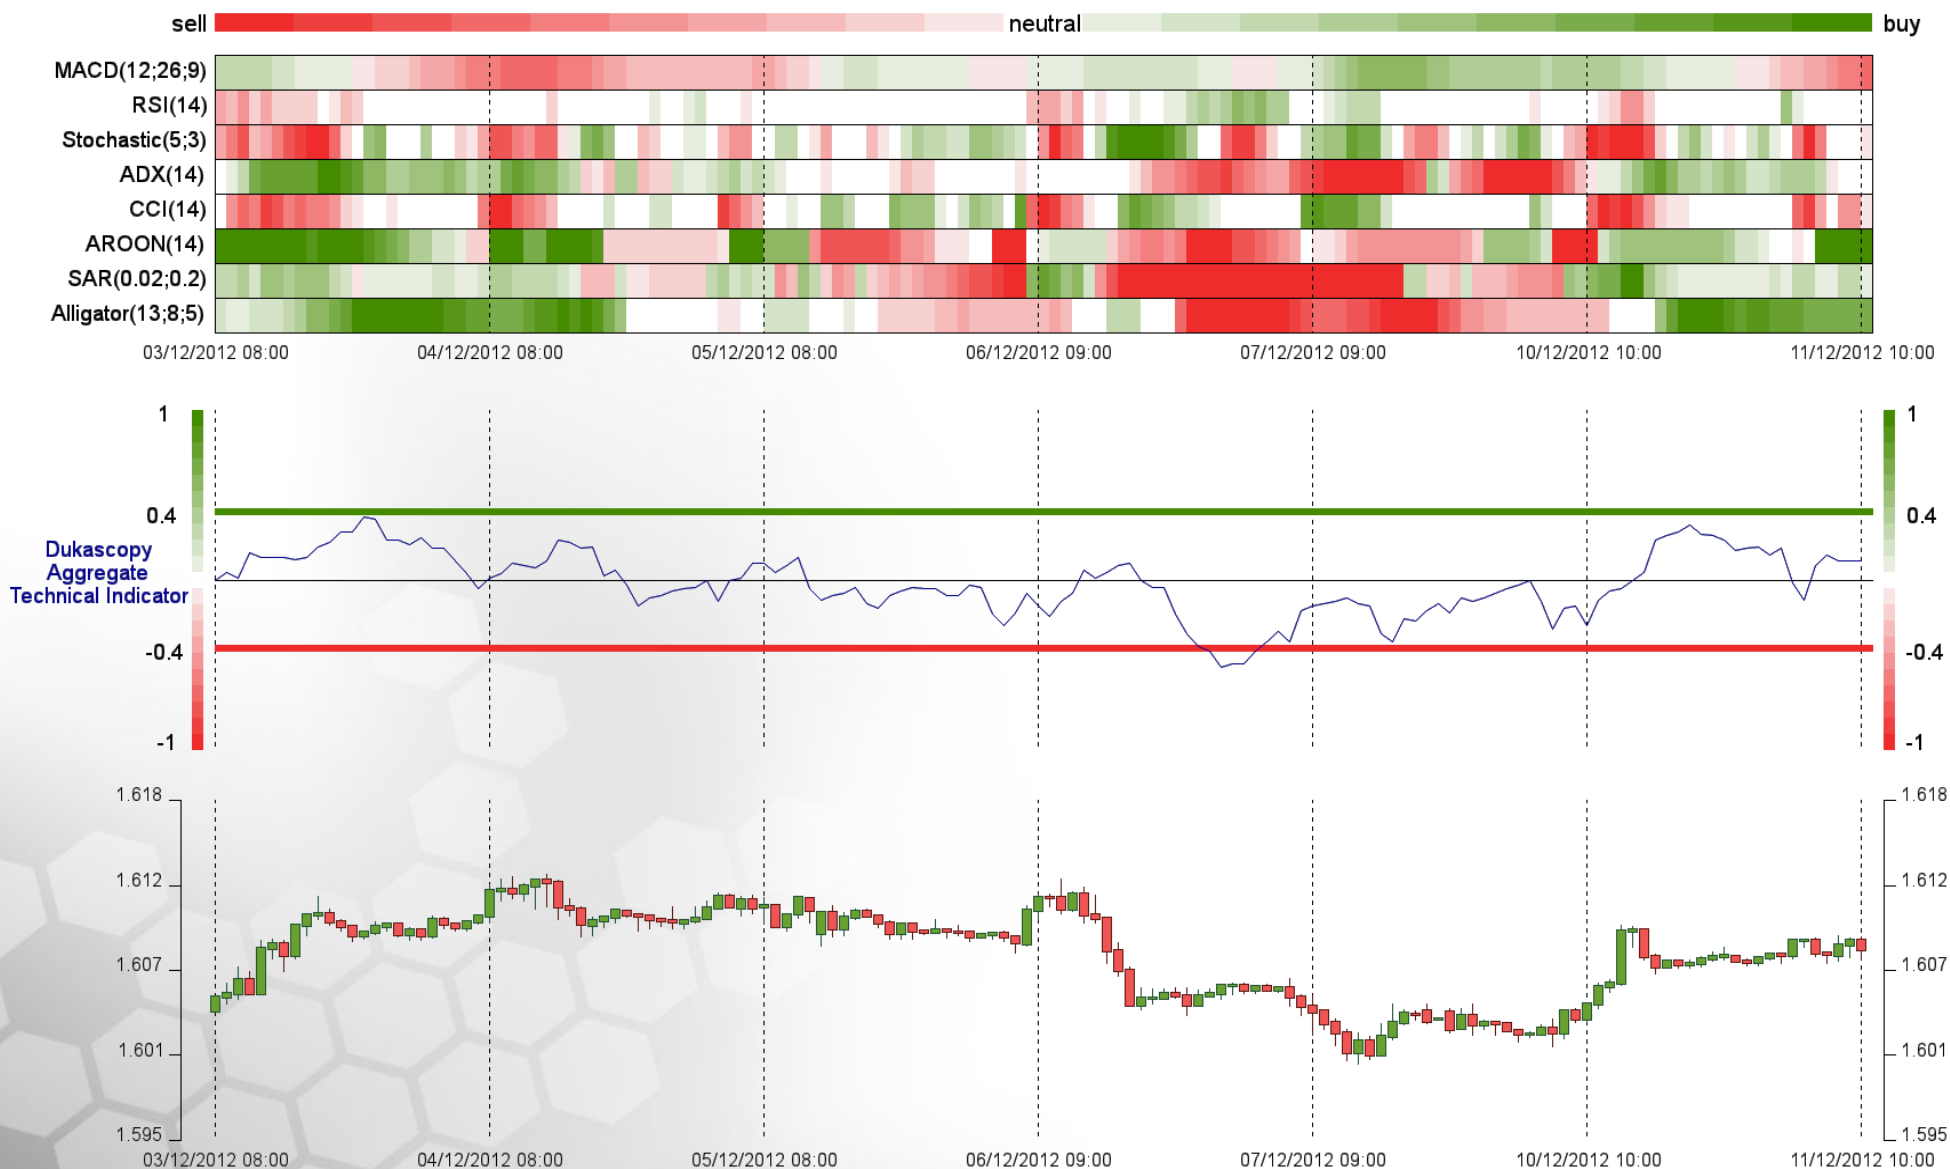 sell neutral buy
MACD(12;26;9)
RSI(14)
Stochastic(5;3)
ADX(14)
CCI(14)
AROON(14)
SAR(0.02;0.2)
Alligator(13;8;5)
03/12/2012 08:00 04/12/2012 08:00 05/12/2012 08:00 06/12/2012 09:00 07/12/2012 09:00 10/12/2012 10:00 11/12/2012 10:00
1 1
0.4 0.4
Dukascopy
Aggregate
Technical Indicator
-0.4 -0.4
-1 -1
1.618 1.618
1.612 1.612
1.607 1.607
1.601 1.601
1.595 1.595
03/12/2012 08:00 04/12/2012 08:00 05/12/2012 08:00 06/12/2012 09:00 07/12/2012 09:00 10/12/2012 10:00 11/12/2012 10:00